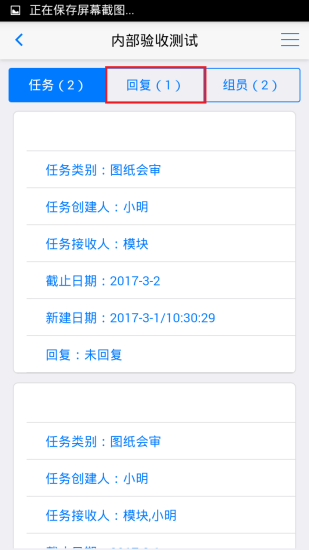 正在保存屏幕截图...
内部验收测试
任务（2）
回复（1）
组员（2）
任务类别：图纸会审
任务创建人：小明
任务接收人：模块
截止日期：2017-3-2
新建日期：2017-3-1/10:30:29
回复：未回复
任务类别：图纸会审
任务创建人：小明
任务接收人：模块,小明